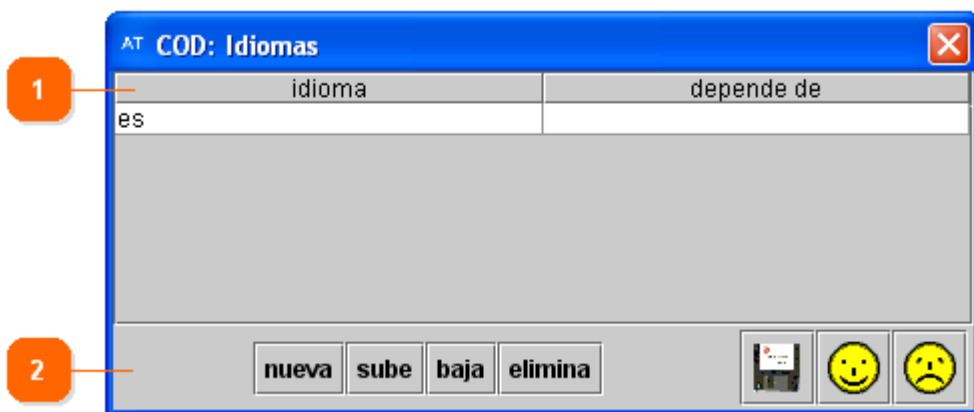 AT COD: Idiomas
1
idioma depende de
es
2
nueva sube baja elimina